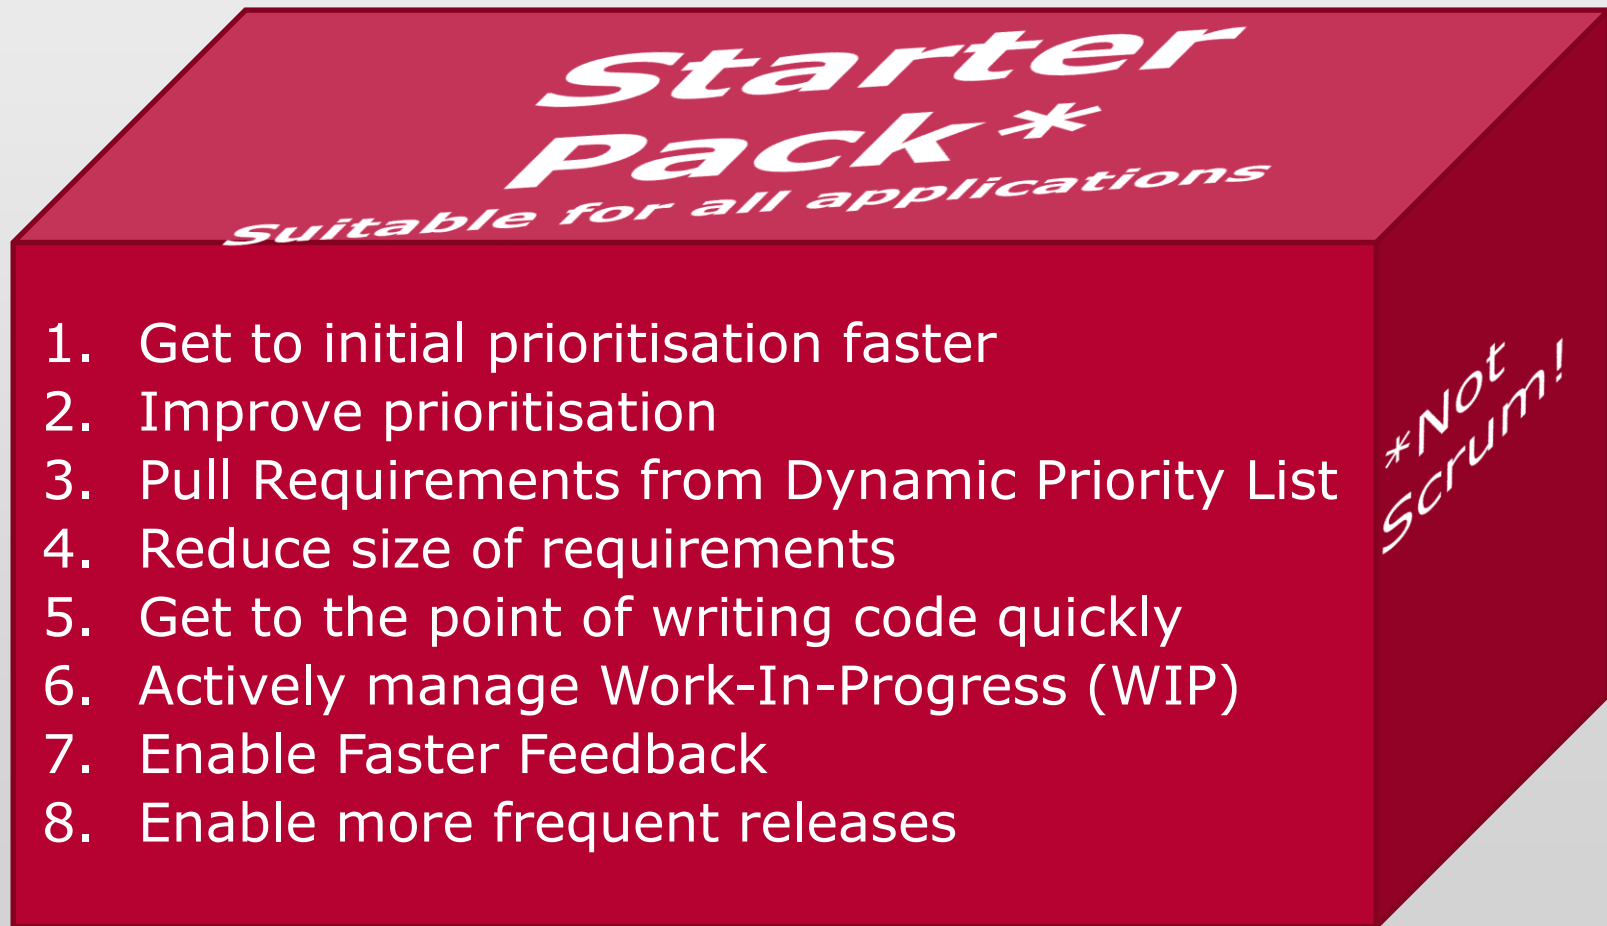 Starter
Pack*
Suitable for all applications
1. Get to initial prioritisation faster
2. Improve prioritisation
3. Pull Requirements from Dynamic Priority List
4. Reduce size of requirements
5. Get to the point of writing code quickly
6. Actively manage Work-In-Progress (WIP)
7. Enable Faster Feedback
8. Enable more frequent releases
*Not
Scrum!